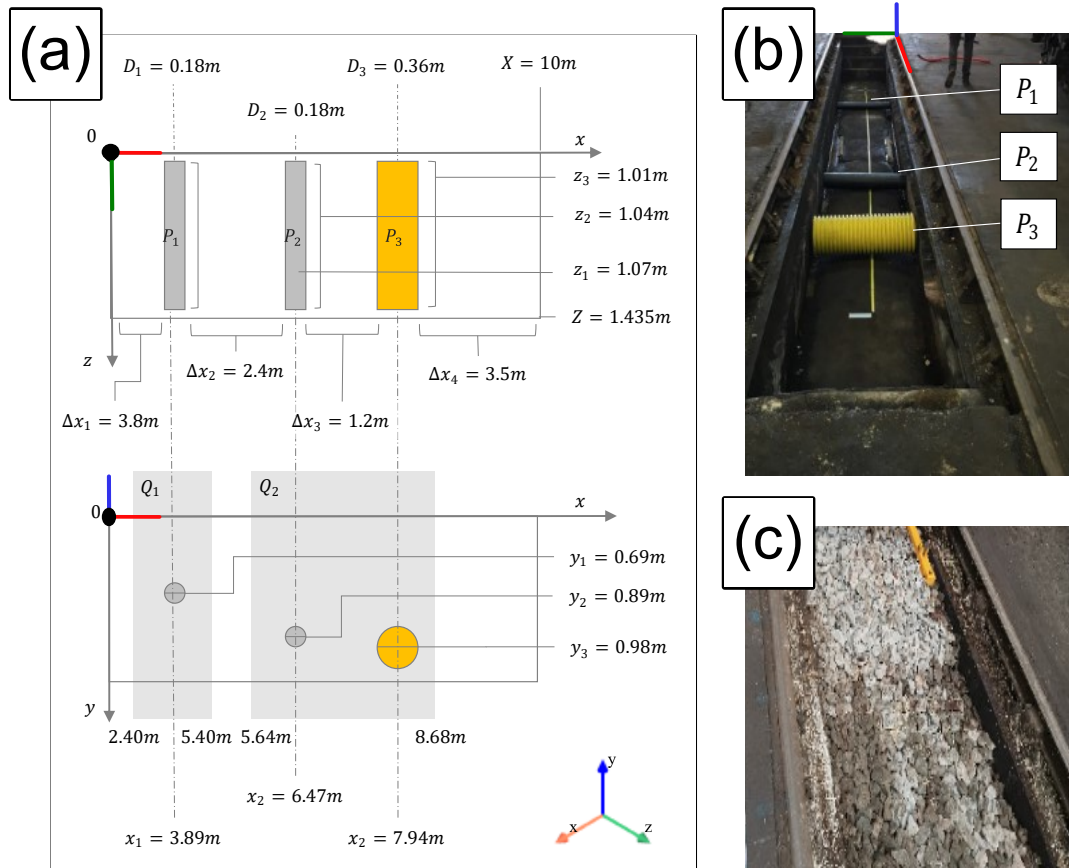 (a)
D₁ = 0.18m
D₃ = 0.36m
X = 10m
D₂ = 0.18m
0
x
z₃ = 1.01m
z₂ = 1.04m
P₁
P₂
P₃
z₁ = 1.07m
Z = 1.435m
z
Δx₂ = 2.4m
Δx₄ = 3.5m
Δx₁ = 3.8m
Δx₃ = 1.2m
Q₁
Q₂
x
0
y₁ = 0.69m
y₂ = 0.89m
y₃ = 0.98m
y
2.40m
5.40m
5.64m
8.68m
x₂ = 6.47m
x₁ = 3.89m
x₂ = 7.94m
y
x
z
(b)
P₁
P₂
P₃
(c)